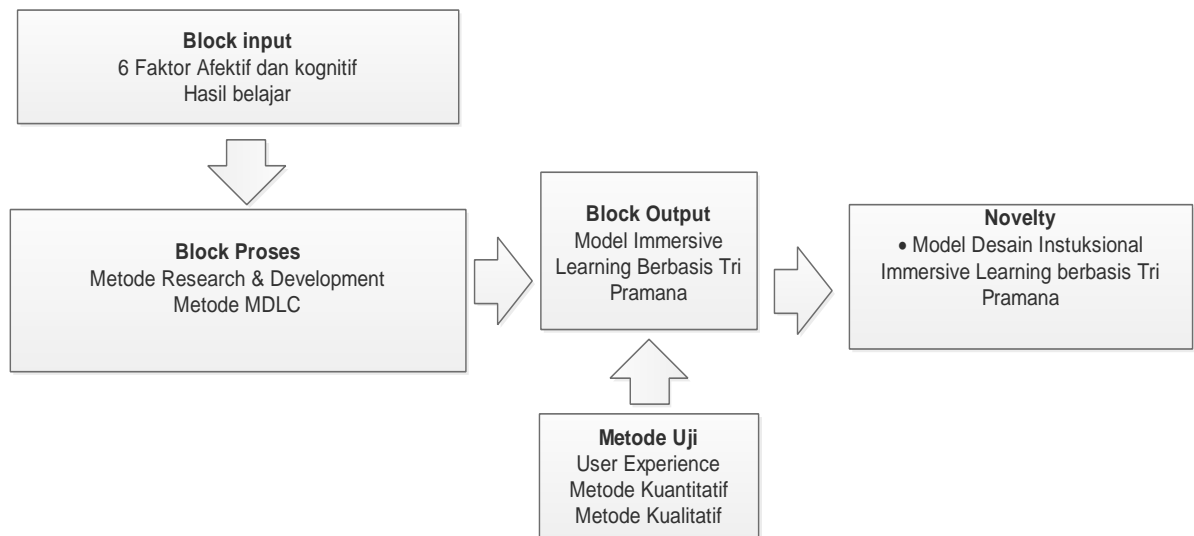 Block input
6 Faktor Afektif dan kognitif
Hasil belajar
Block Proses
Metode Research & Development
Metode MDLC
Block Output
Model Immersive
Learning Berbasis Tri
Pramana
Novelty
• Model Desain Instuksional
Immersive Learning berbasis Tri
Pramana
Metode Uji
User Experience
Metode Kuantitatif
Metode Kualitatif